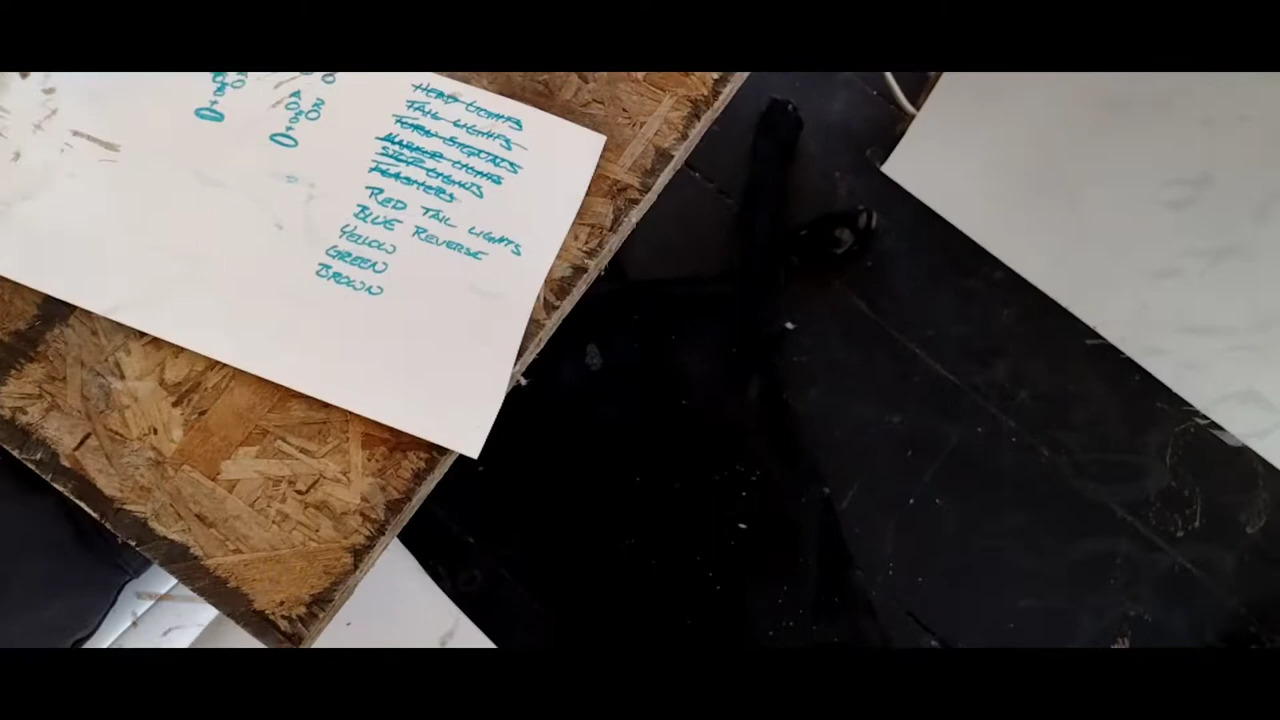 HEAD LIGHTS
TAIL LIGHTS
TURN SIGNALS
MARKER LIGHTS
STOP LIGHTS
FLASHERS
RED TAIL LIGHTS
BLUE REVERSE
YELLOW
GREEN
BROWN